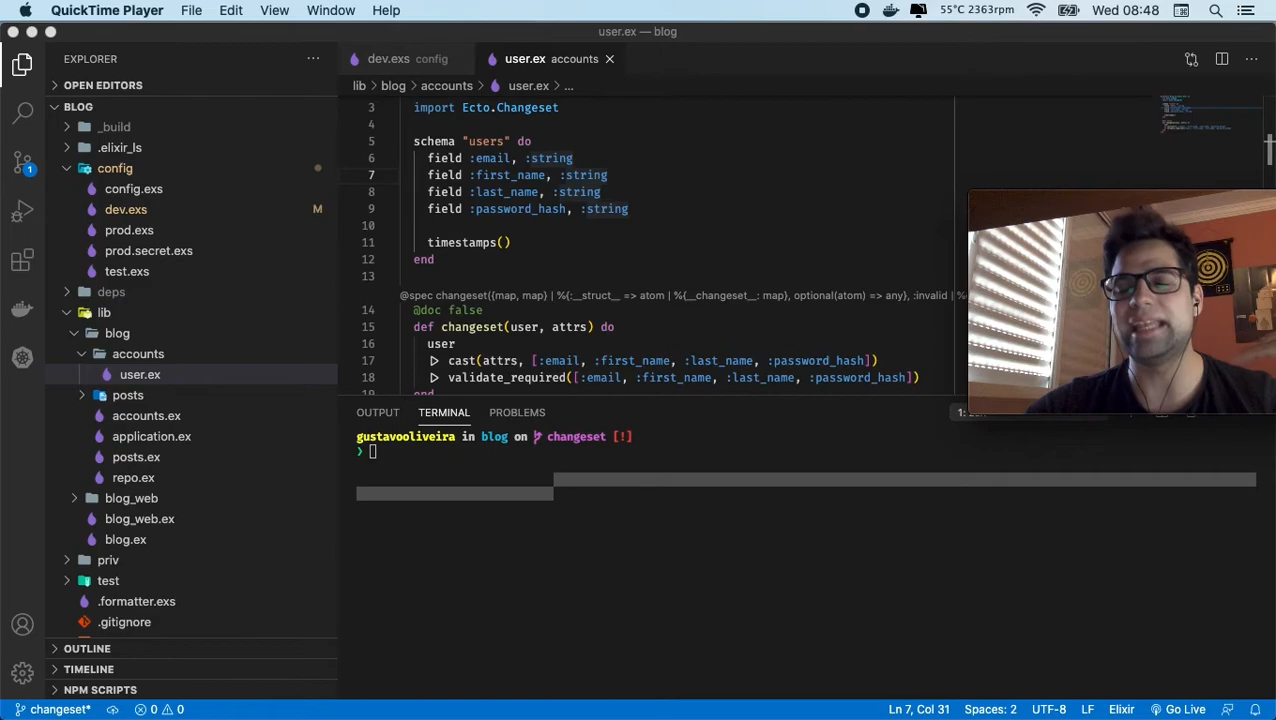 QuickTime Player File Edit View Window Help 55°C 2363rpm Wed 08:48
user.ex — blog
EXPLORER
OPEN EDITORS
BLOG
_build
.elixir_ls
config
config.exs
dev.exs M
prod.exs
prod.secret.exs
test.exs
deps
lib
blog
accounts
user.ex
posts
accounts.ex
application.ex
posts.ex
repo.ex
blog_web
blog_web.ex
blog.ex
priv
test
.formatter.exs
.gitignore
OUTLINE
TIMELINE
NPM SCRIPTS
1
dev.exs config user.ex accounts
lib > blog > accounts > user.ex > ...
3 import Ecto.Changeset
4
5 schema "users" do
6 field :email, :string
7 field :first_name, :string
8 field :last_name, :string
9 field :password_hash, :string
10
11 timestamps()
12 end
13
@spec changeset({map, map} | %{:__struct__ => atom | %{:__changeset__: map}, optional(atom) => any}, :invalid |
14 @doc false
15 def changeset(user, attrs) do
16 user
17 |> cast(attrs, [:email, :first_name, :last_name, :password_hash])
18 |> validate_required([:email, :first_name, :last_name, :password_hash])
OUTPUT TERMINAL PROBLEMS
gustavooliveira in blog on changeset [!]
❯
changeset* 0 0 Ln 7, Col 31 Spaces: 2 UTF-8 LF Elixir Go Live